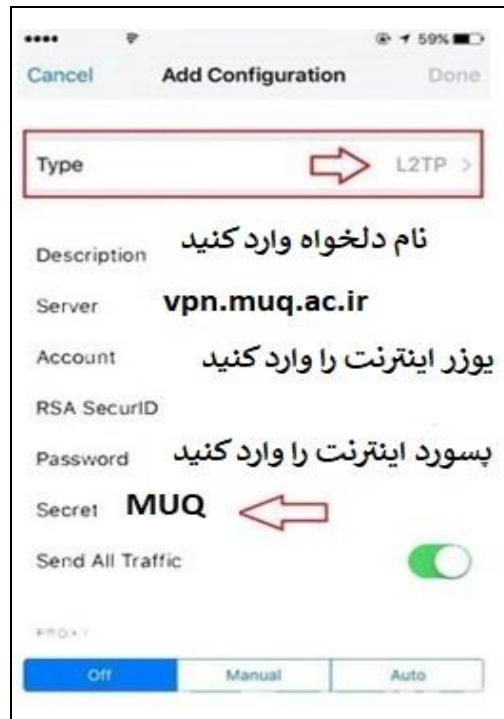 59%
Cancel Add Configuration Done
Type L2TP >
Description نام دلخواه وارد کنید
Server vpn.muq.ac.ir
Account یوزر اینترنت را وارد کنید
RSA SecurID
Password پسورد اینترنت را وارد کنید
Secret MUQ
Send All Traffic
PROXY
Off Manual Auto